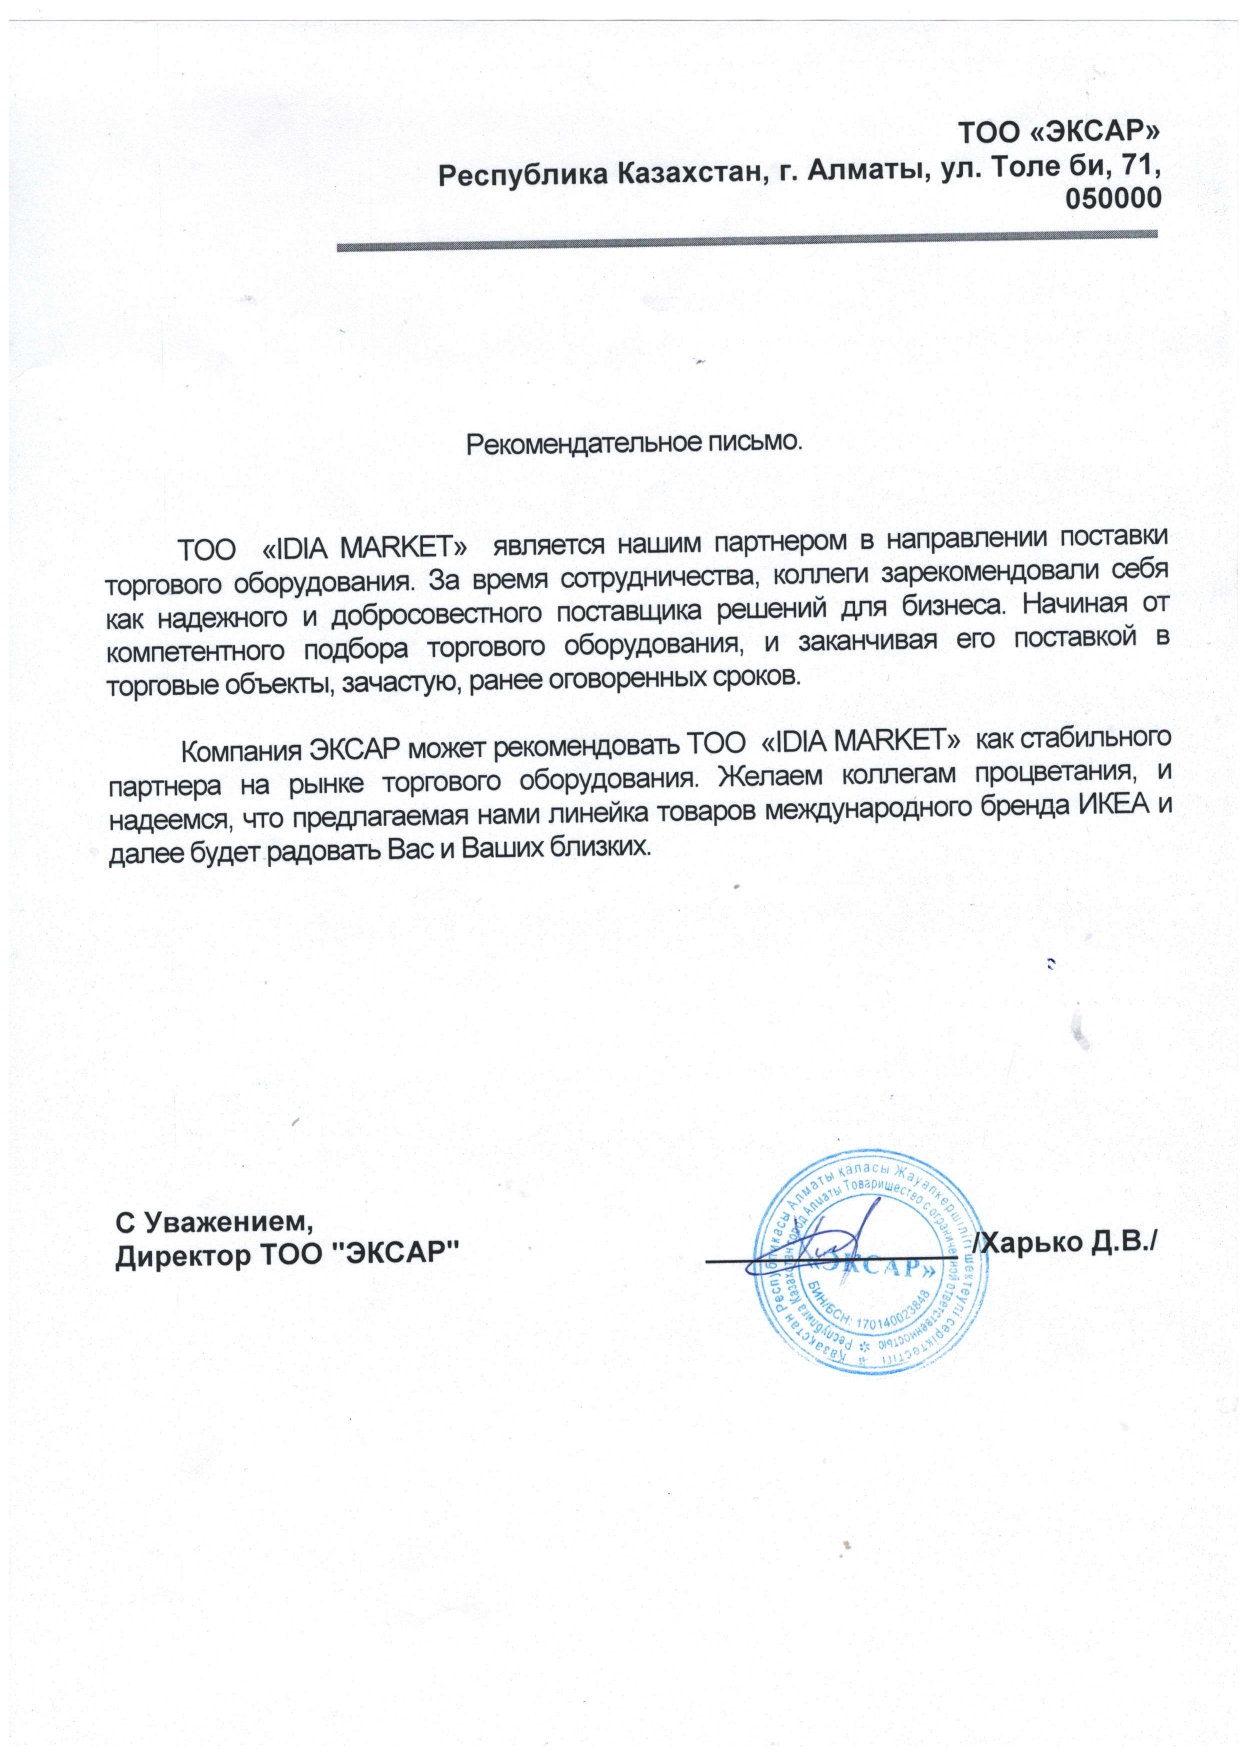 ТОО «ЭКСАР»
Республика Казахстан, г. Алматы, ул. Толе би, 71,
050000
Рекомендательное письмо.
ТОО «IDIA MARKET» является нашим партнером в направлении поставки
торгового оборудования. За время сотрудничества, коллеги зарекомендовали себя
как надежного и добросовестного поставщика решений для бизнеса. Начиная от
компетентного подбора торгового оборудования, и заканчивая его поставкой в
торговые объекты, зачастую, ранее оговоренных сроков.
Компания ЭКСАР может рекомендовать ТОО «IDIA MARKET» как стабильного
партнера на рынке торгового оборудования. Желаем коллегам процветания, и
надеемся, что предлагаемая нами линейка товаров международного бренда ИКЕА и
далее будет радовать Вас и Ваших близких.
С Уважением,
Директор ТОО "ЭКСАР"
/Харько Д.В./
Қазақстан Республикасы Алматы қаласы Жауапкершілігі шектеулі серіктестігі
Республика Казахстан город Алматы Товарищество с ограниченной ответственностью
«ЭКСАР»
БИН/БСН: 170140023848